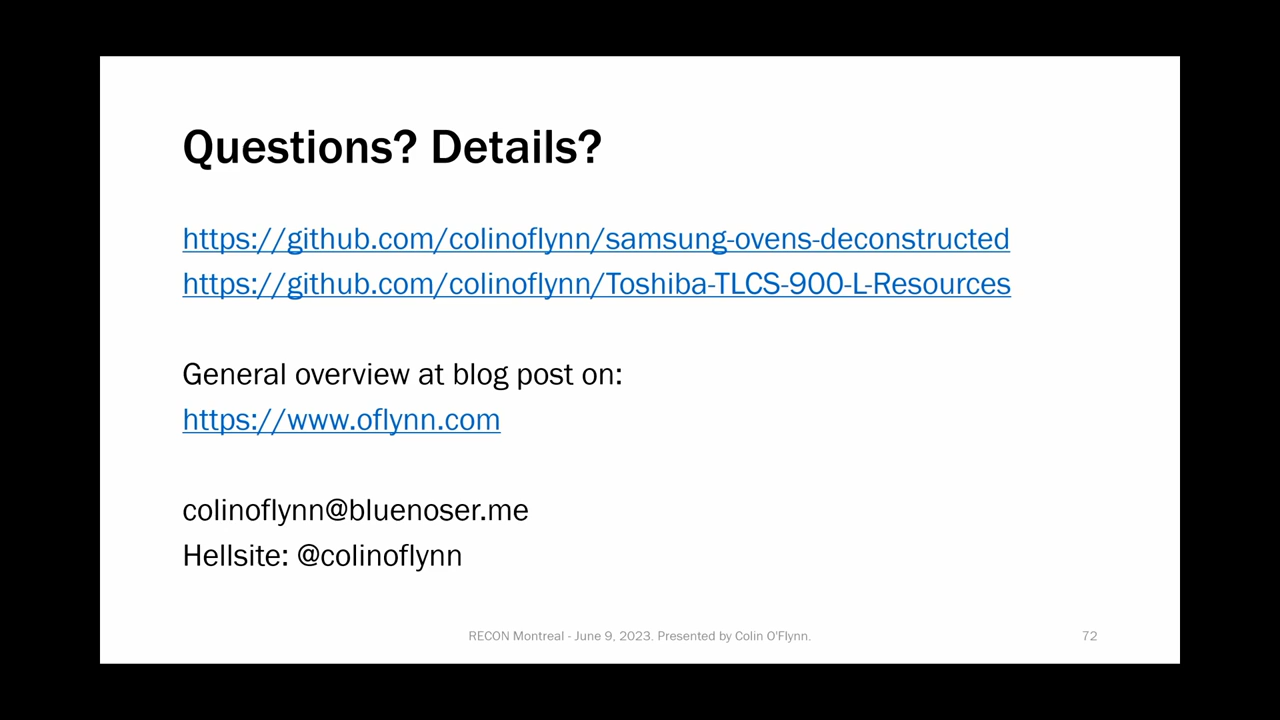 Questions? Details?
https://github.com/colinoflynn/samsung-ovens-deconstructed
https://github.com/colinoflynn/Toshiba-TLCS-900-L-Resources
General overview at blog post on:
https://www.oflynn.com
colinoflynn@bluenoser.me
Hellsite: @colinoflynn
RECON Montreal - June 9, 2023. Presented by Colin O'Flynn.
72